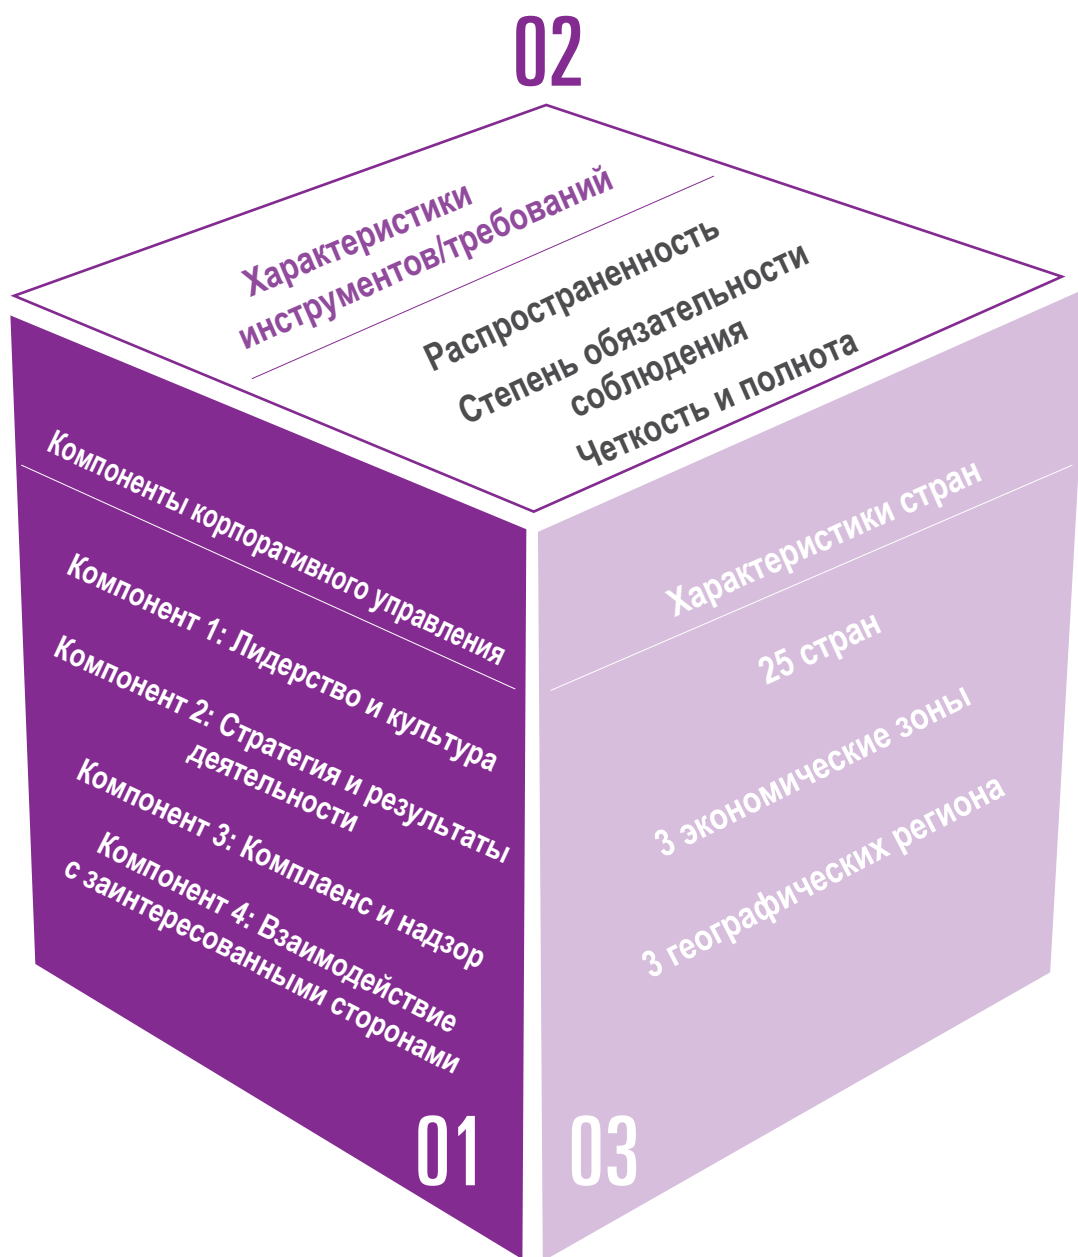 02
Характеристики
инструментов/требований
Распространенность
Степень обязательности
соблюдения
Четкость и полнота
Компоненты корпоративного управления
Компонент 1: Лидерство и культура
Компонент 2: Стратегия и результаты
деятельности
Компонент 3: Комплаенс и надзор
Компонент 4: Взаимодействие
с заинтересованными сторонами
01
Характеристики стран
25 стран
3 экономические зоны
3 географических региона
03